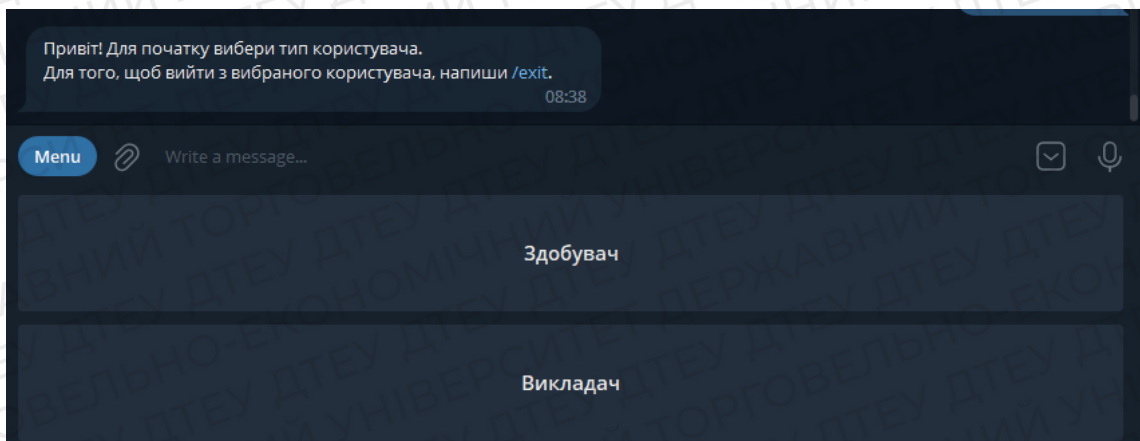 Привіт! Для початку вибери тип користувача.
Для того, щоб вийти з вибраного користувача, напиши /exit.
08:38
Menu
Write a message...
Здобувач
Викладач